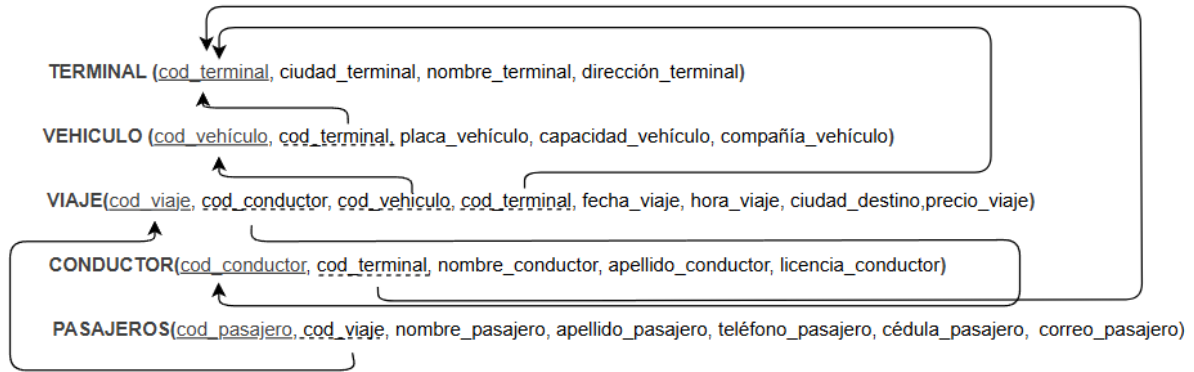 TERMINAL (cod_terminal, ciudad_terminal, nombre_terminal, dirección_terminal)
VEHICULO (cod_vehículo, cod_terminal, placa_vehículo, capacidad_vehículo, compañía_vehículo)
VIAJE(cod_viaje, cod_conductor, cod_vehiculo, cod_terminal, fecha_viaje, hora_viaje, ciudad_destino,precio_viaje)
CONDUCTOR(cod_conductor, cod_terminal, nombre_conductor, apellido_conductor, licencia_conductor)
PASAJEROS(cod_pasajero, cod_viaje, nombre_pasajero, apellido_pasajero, teléfono_pasajero, cédula_pasajero, correo_pasajero)